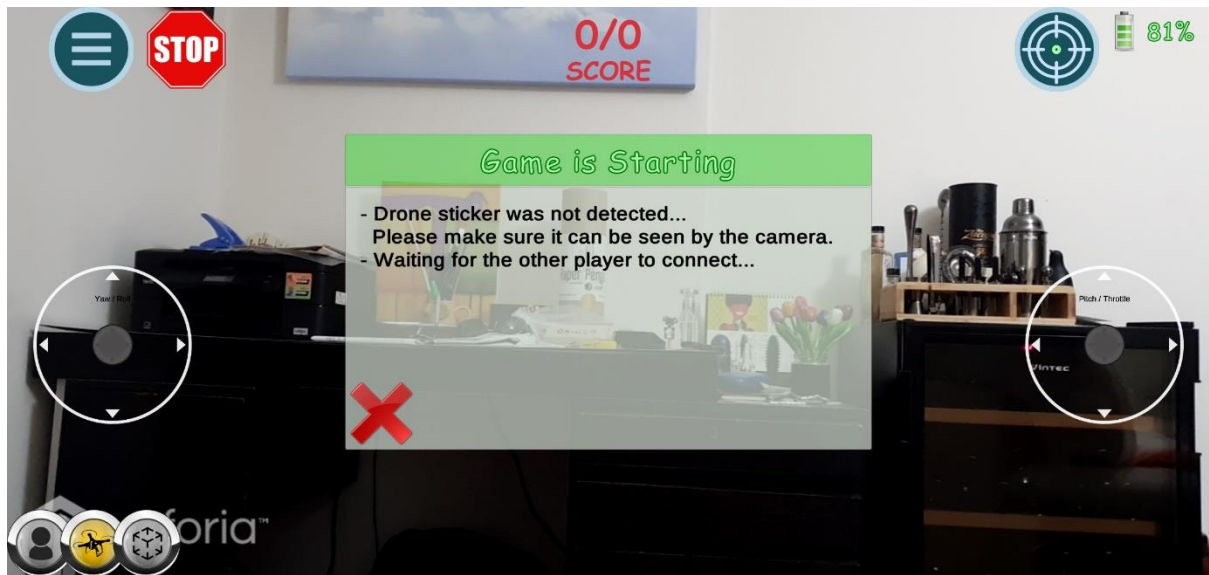 STOP
0/0
SCORE
81%
Game is Starting
- Drone sticker was not detected...
Please make sure it can be seen by the camera.
- Waiting for the other player to connect...
Yaw / Roll
Pitch / Throttle
VINTEC